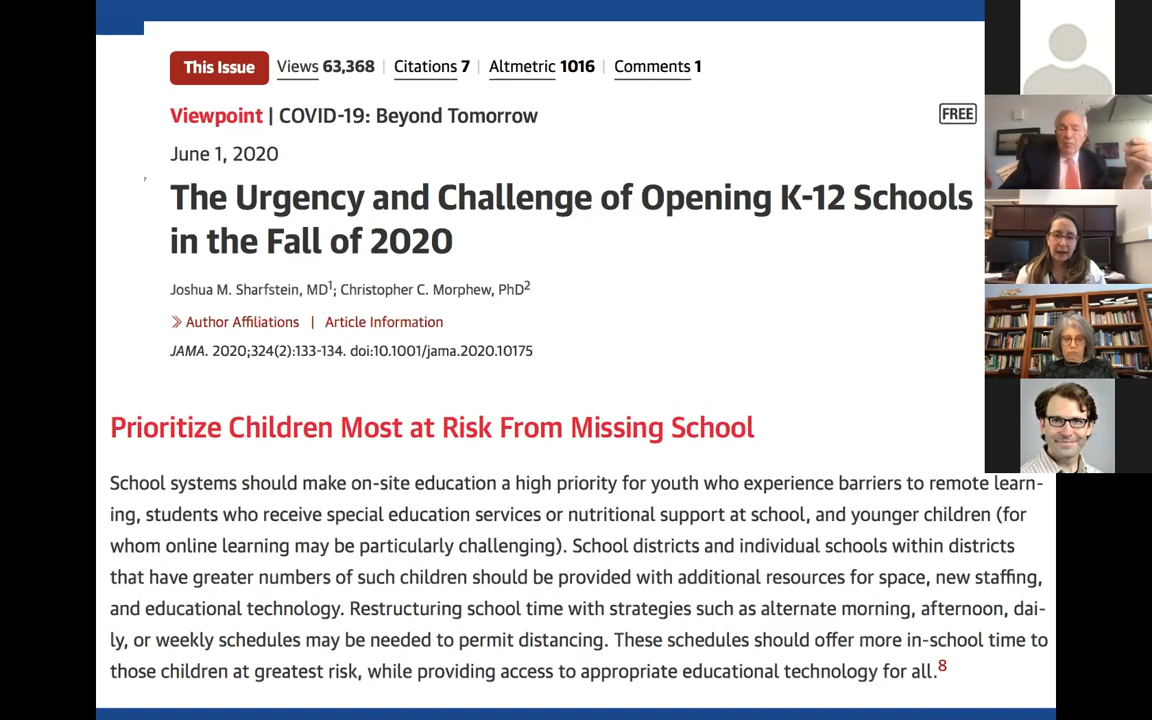 This Issue Views 63,368 | Citations 7 | Altmetric 1016 | Comments 1
Viewpoint | COVID-19: Beyond Tomorrow
FREE
June 1, 2020
The Urgency and Challenge of Opening K-12 Schools
in the Fall of 2020
Joshua M. Sharfstein, MD1; Christopher C. Morphew, PhD2
Author Affiliations | Article Information
JAMA. 2020;324(2):133-134. doi:10.1001/jama.2020.10175
Prioritize Children Most at Risk From Missing School
School systems should make on-site education a high priority for youth who experience barriers to remote learn-
ing, students who receive special education services or nutritional support at school, and younger children (for
whom online learning may be particularly challenging). School districts and individual schools within districts
that have greater numbers of such children should be provided with additional resources for space, new staffing,
and educational technology. Restructuring school time with strategies such as alternate morning, afternoon, dai-
ly, or weekly schedules may be needed to permit distancing. These schedules should offer more in-school time to
those children at greatest risk, while providing access to appropriate educational technology for all.8